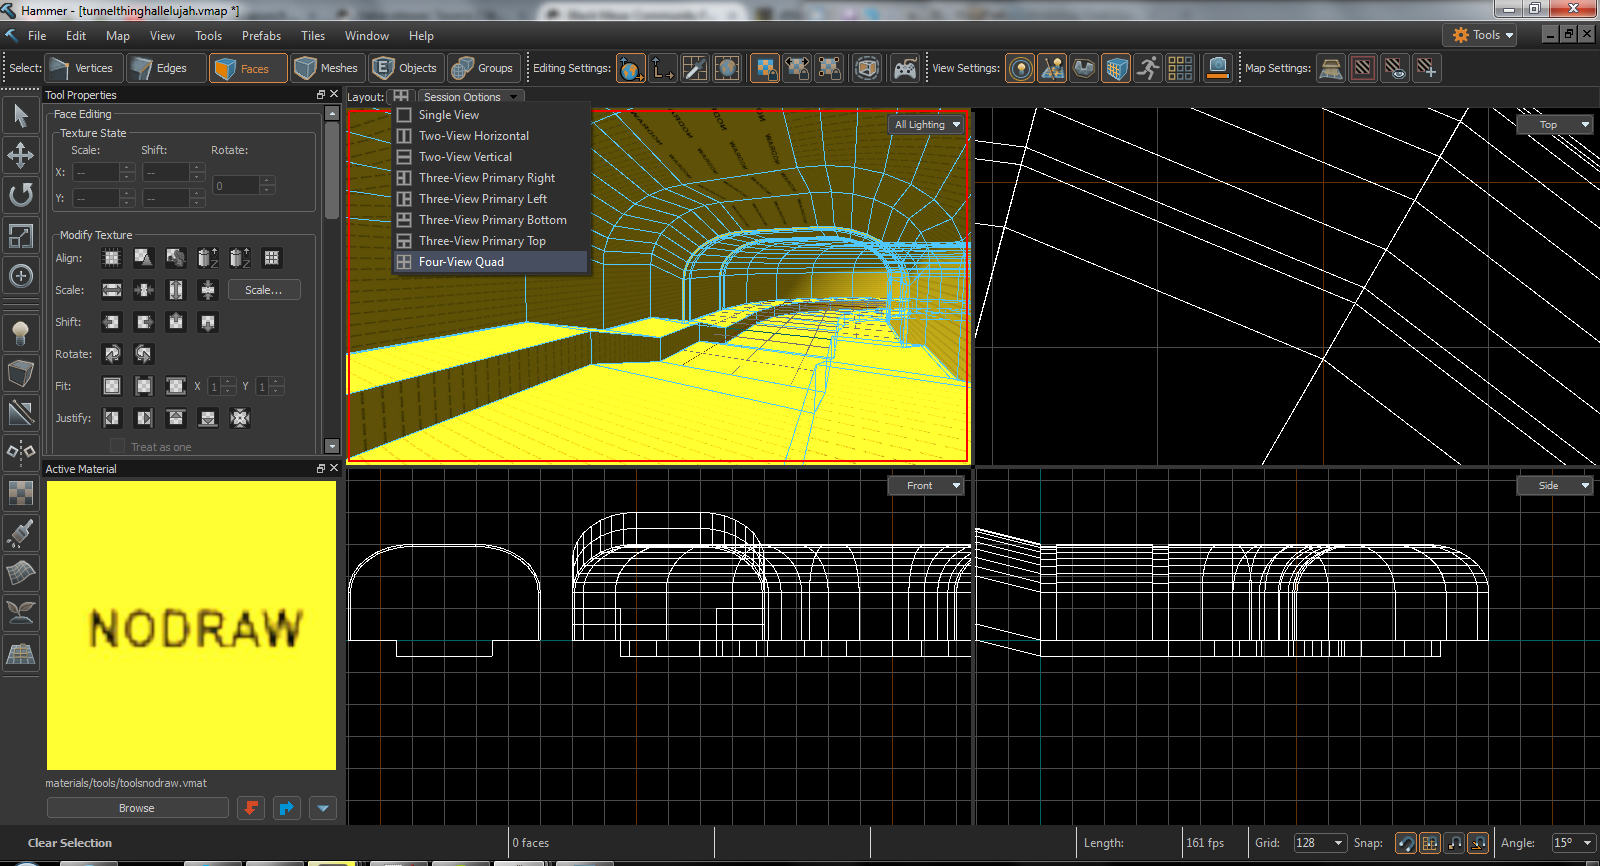 Hammer - [tunnelthinghallelujah.vmap *]
File Edit Map View Tools Prefabs Tiles Window Help
Tools
Select: Vertices Edges Faces Meshes Objects Groups Editing Settings: View Settings: Map Settings:
Tool Properties
Layout: Session Options
Face Editing
Texture State
Scale: Shift: Rotate:
X: -- -- 0
Y: -- --
Modify Texture
Align:
Scale: Scale...
Shift:
Rotate:
Fit: X 1 Y 1
Justify:
Treat as one
Single View
Two-View Horizontal
Two-View Vertical
Three-View Primary Right
Three-View Primary Left
Three-View Primary Bottom
Three-View Primary Top
Four-View Quad
All Lighting
Top
Front
Side
Active Material
NODRAW
materials/tools/toolsnodraw.vmat
Browse
Clear Selection 0 faces Length: 161 fps Grid: 128 Snap: Angle: 15°